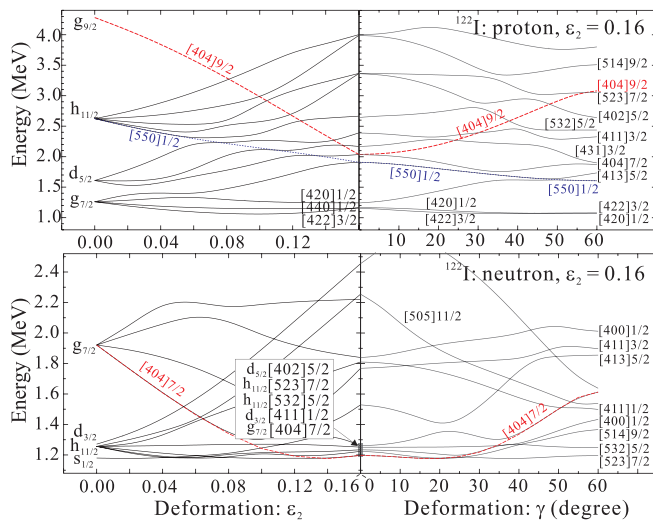 g9/2
[404]9/2
¹²²I: proton, ε₂ = 0.16
[514]9/2
[404]9/2
[523]7/2
[404]9/2
[402]5/2
[532]5/2
h11/2
[550]1/2
[411]3/2
[431]3/2
[404]7/2
[413]5/2
[550]1/2
d5/2
g7/2
[420]1/2
[440]1/2
[422]3/2
[420]1/2
[422]3/2
[422]3/2
[420]1/2
Energy (MeV)
4.0
3.5
3.0
2.5
2.0
1.5
1.0
0.00 0.04 0.08 0.12 0 10 20 30 40 50 60
¹²²I: neutron, ε₂ = 0.16
[505]11/2
[400]1/2
[411]3/2
[413]5/2
g7/2
[404]7/2
d5/2[402]5/2
h11/2[523]7/2
h11/2[532]5/2
d3/2[411]1/2
g7/2[404]7/2
[404]7/2
[411]1/2
[400]1/2
[514]9/2
[532]5/2
[523]7/2
d3/2
h11/2
s1/2
Energy (MeV)
2.4
2.2
2.0
1.8
1.6
1.4
1.2
0.00 0.04 0.08 0.12 0.16 0 10 20 30 40 50 60
Deformation: ε₂ Deformation: γ (degree)